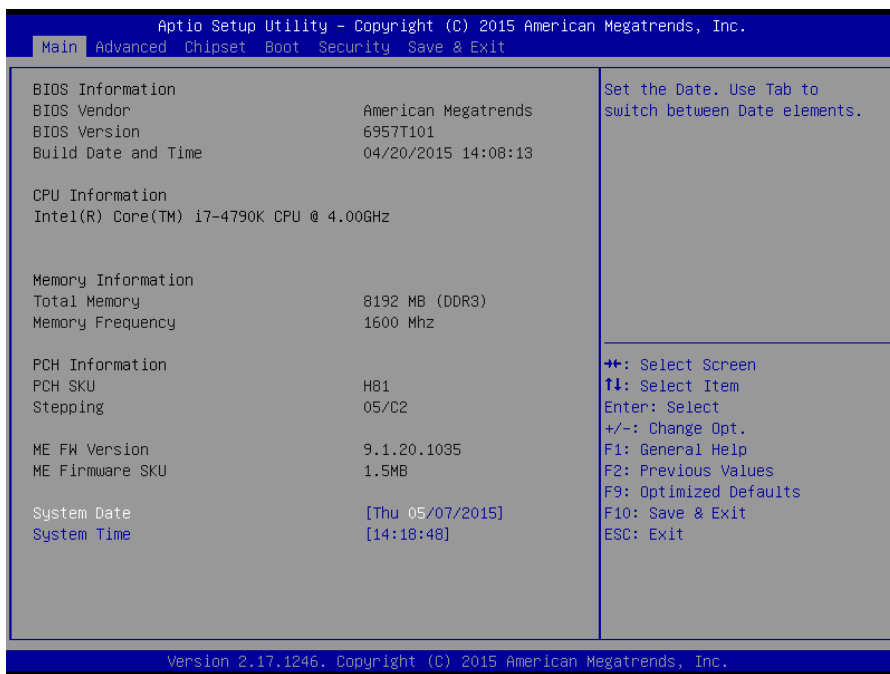 Aptio Setup Utility – Copyright (C) 2015 American Megatrends, Inc.
Main Advanced Chipset Boot Security Save & Exit
BIOS Information
BIOS Vendor American Megatrends
BIOS Version 6957T101
Build Date and Time 04/20/2015 14:08:13
CPU Information
Intel(R) Core(TM) i7-4790K CPU @ 4.00GHz
Memory Information
Total Memory 8192 MB (DDR3)
Memory Frequency 1600 Mhz
PCH Information
PCH SKU H81
Stepping 05/C2
ME FW Version 9.1.20.1035
ME Firmware SKU 1.5MB
System Date [Thu 05/07/2015]
System Time [14:18:48]
Set the Date. Use Tab to
switch between Date elements.
→←: Select Screen
↑↓: Select Item
Enter: Select
+/-: Change Opt.
F1: General Help
F2: Previous Values
F9: Optimized Defaults
F10: Save & Exit
ESC: Exit
Version 2.17.1246. Copyright (C) 2015 American Megatrends, Inc.